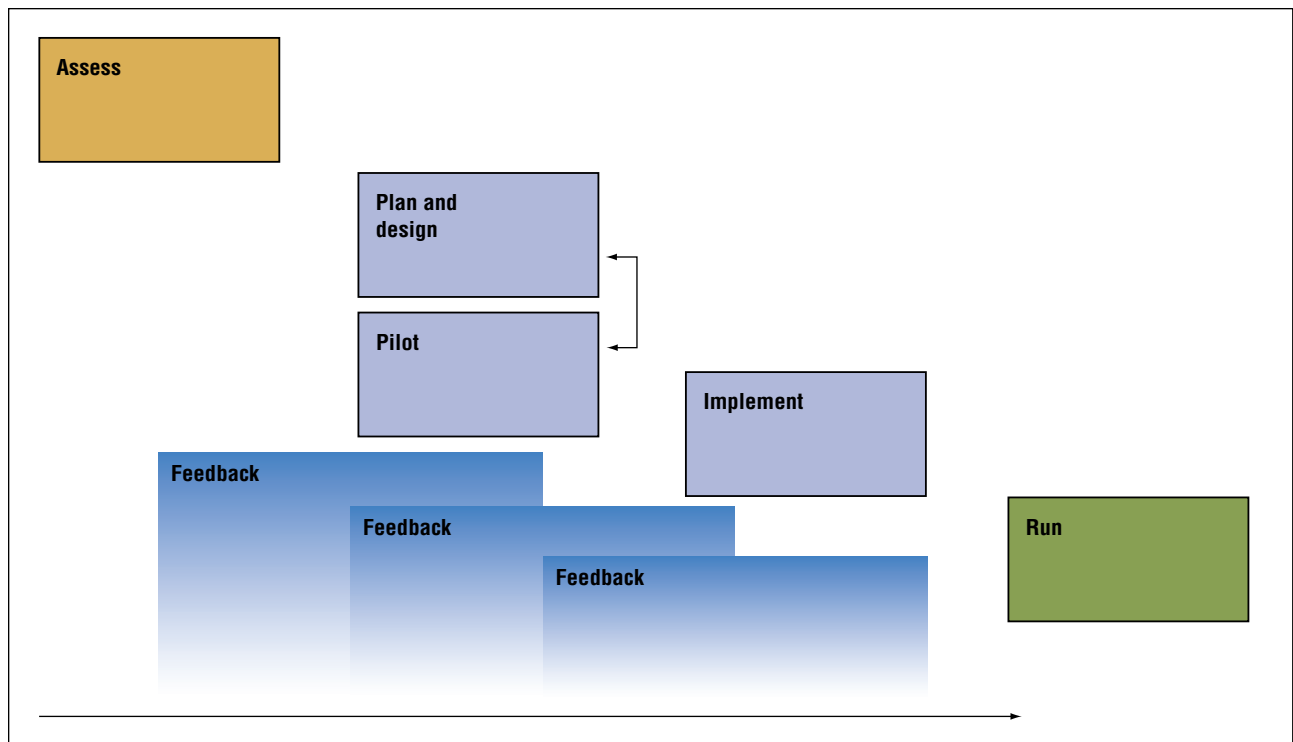 Assess
Plan and
design
Pilot
Implement
Feedback
Feedback
Run
Feedback